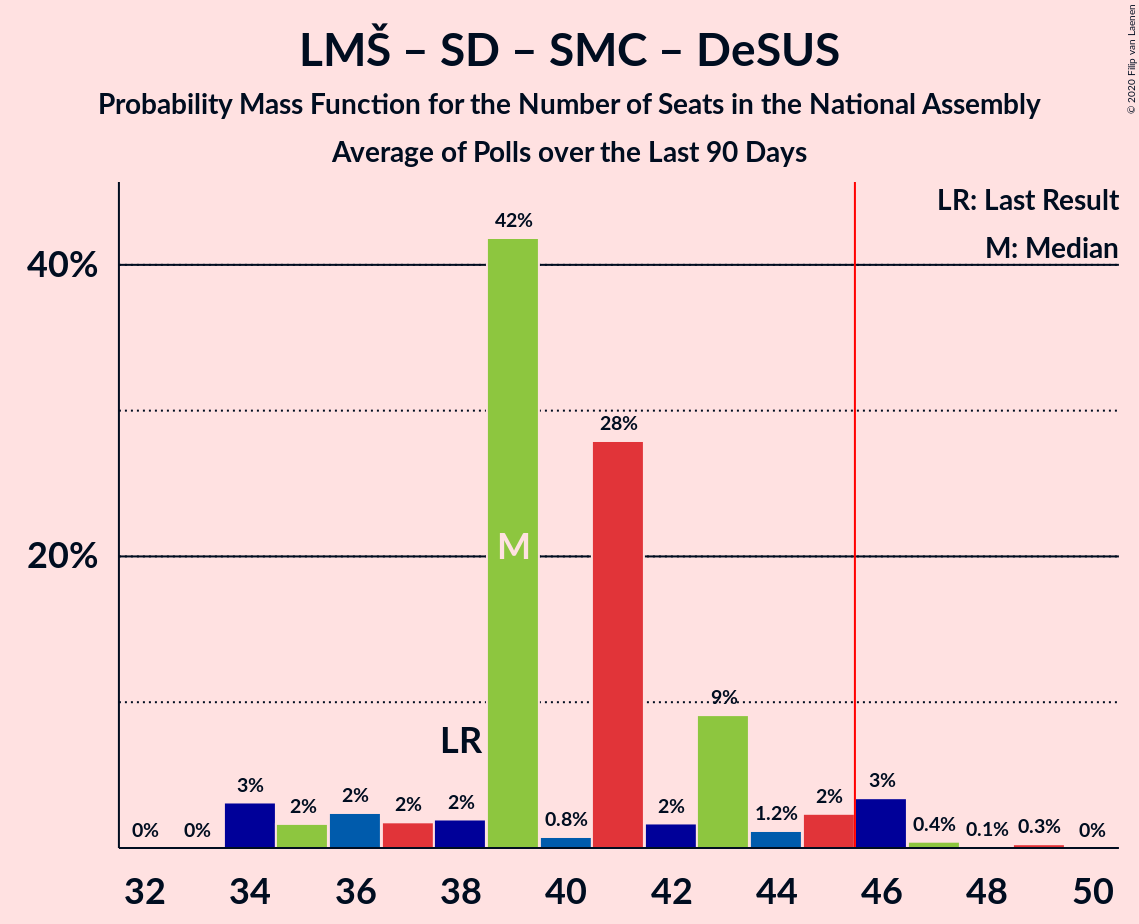 LMŠ – SD – SMC – DeSUS
Probability Mass Function for the Number of Seats in the National Assembly
Average of Polls over the Last 90 Days
© 2020 Filip van Laenen
LR: Last Result
M: Median
40%
20%
0%
0%
3%
2%
2%
2%
2%
LR
42%
M
0.8%
28%
2%
9%
1.2%
2%
3%
0.4%
0.1%
0.3%
0%
32 34 36 38 40 42 44 46 48 50